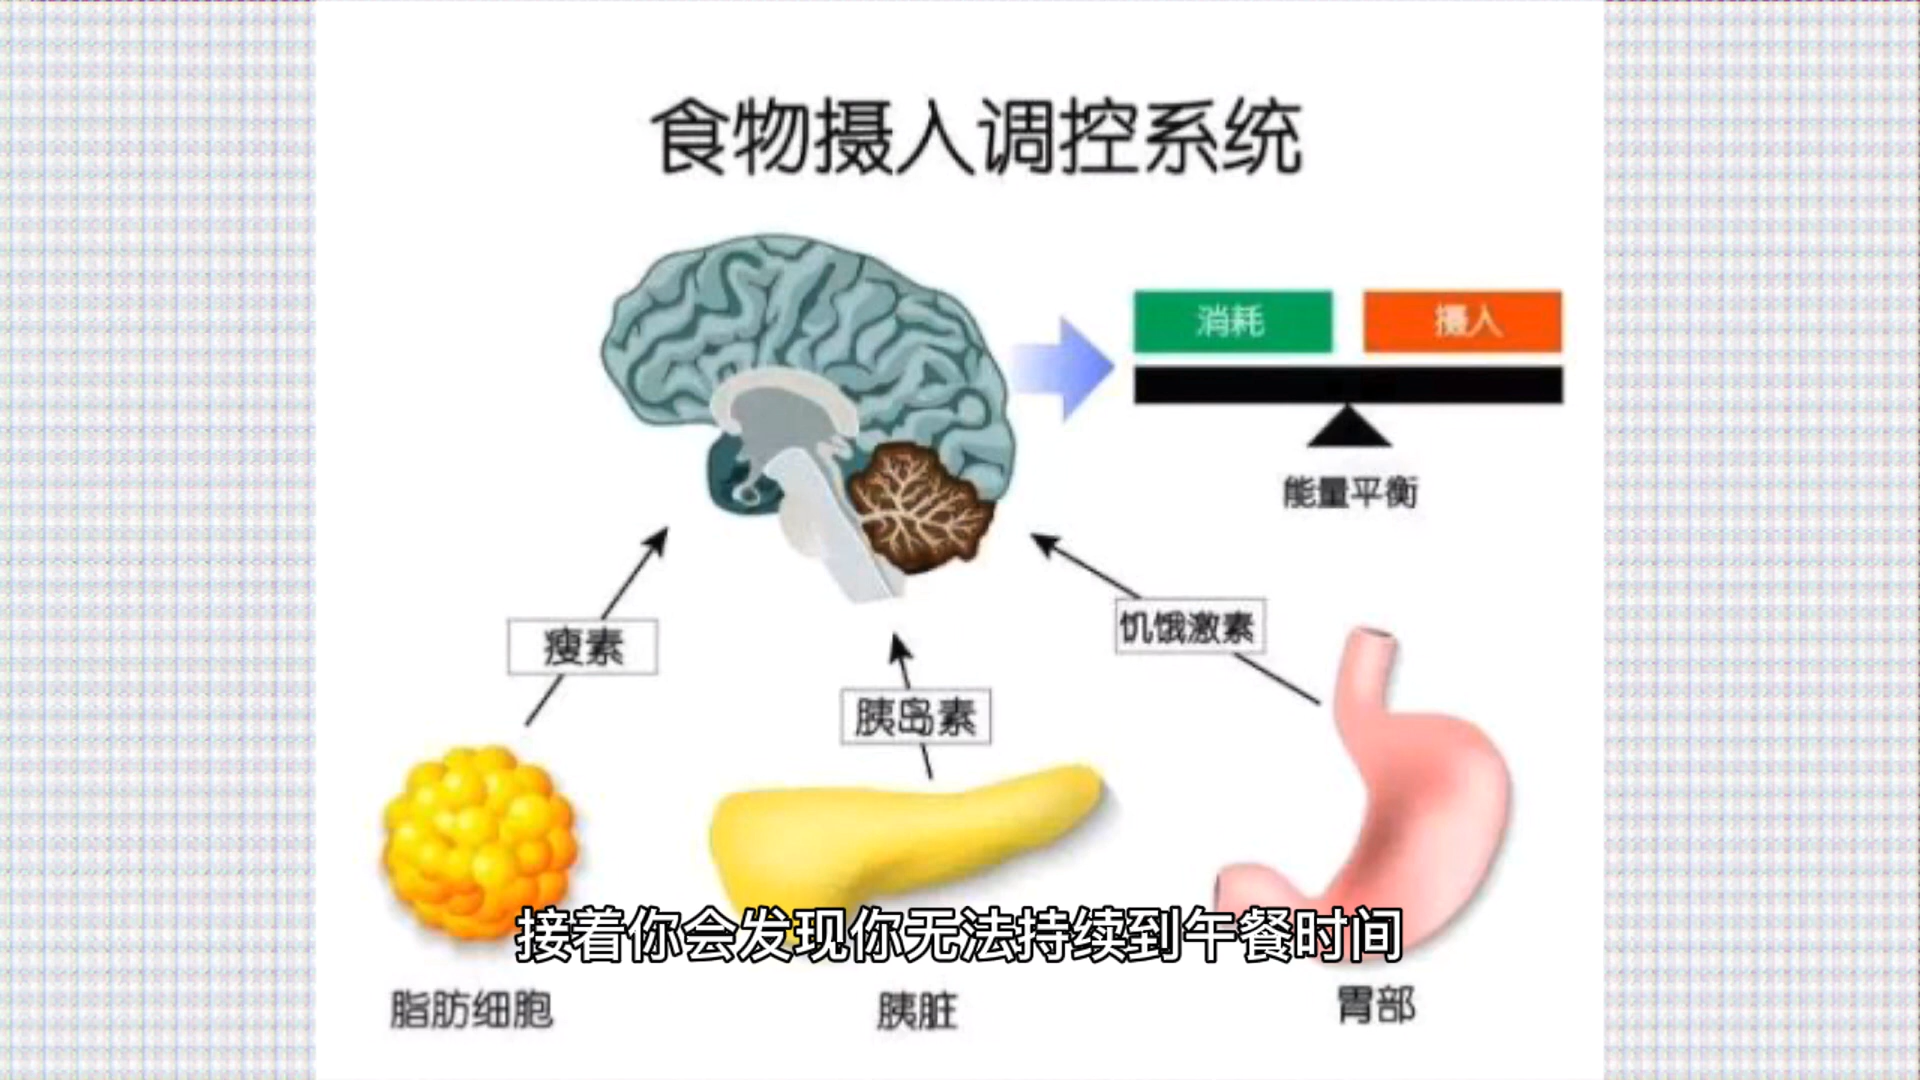 食物摄入调控系统
消耗
摄入
能量平衡
瘦素
胰岛素
饥饿激素
接着你会发现你无法持续到午餐时间
脂肪细胞
胰脏
胃部